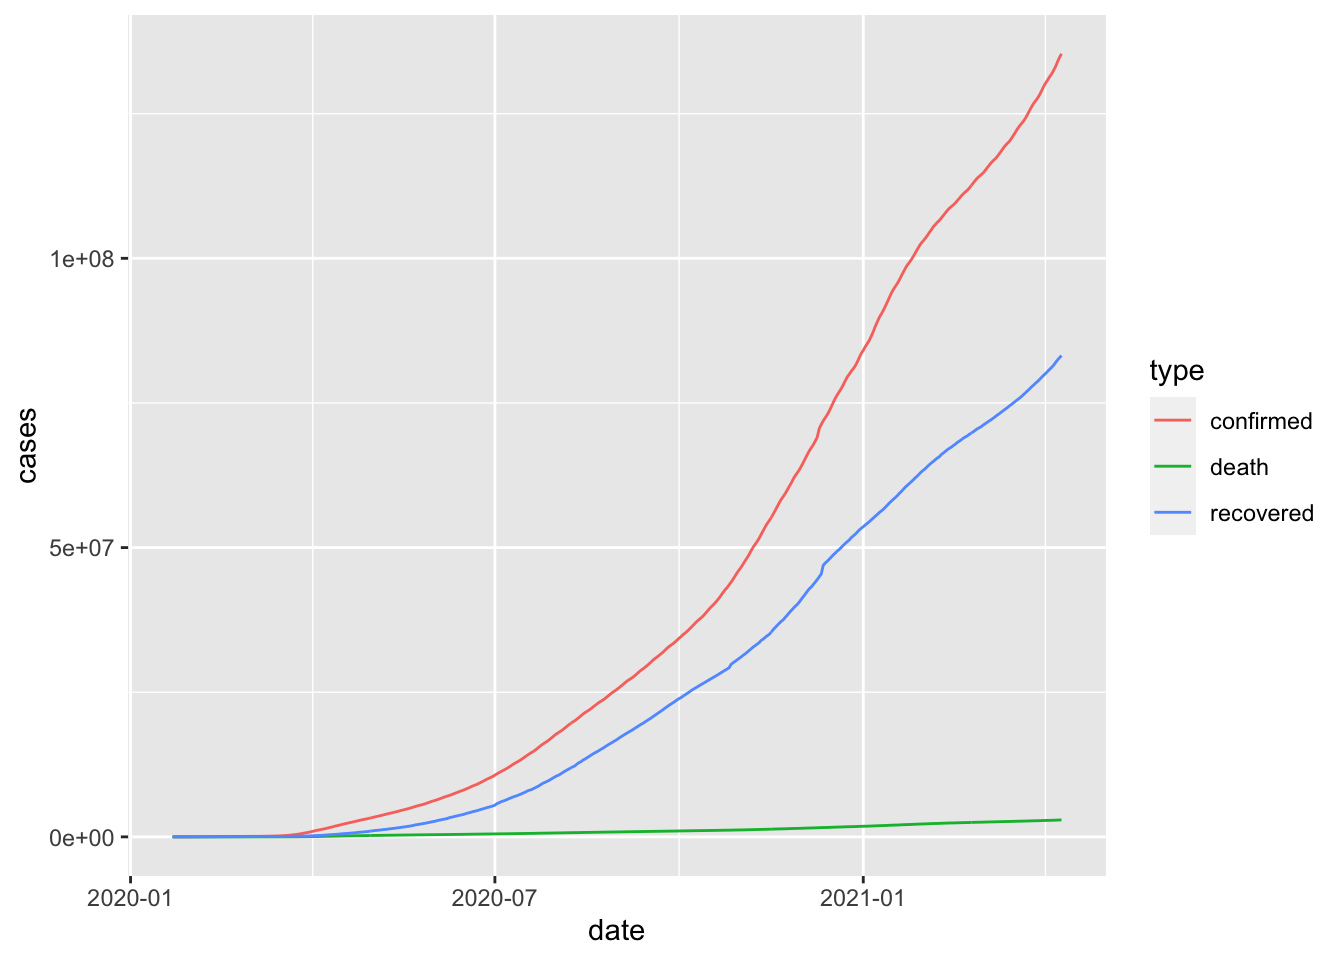 1e+08
5e+07
0e+00
cases
2020-01
2020-07
2021-01
date
type
confirmed
death
recovered